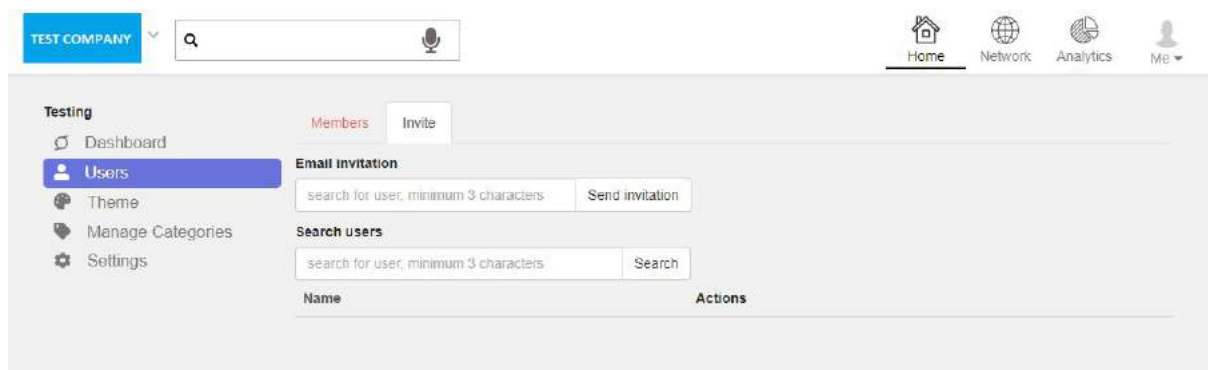 TEST COMPANY
Home Network Analytics Me
Testing
Dashboard
Users
Theme
Manage Categories
Settings
Members Invite
Email invitation
search for user, minimum 3 characters Send invitation
Search users
search for user, minimum 3 characters Search
Name Actions